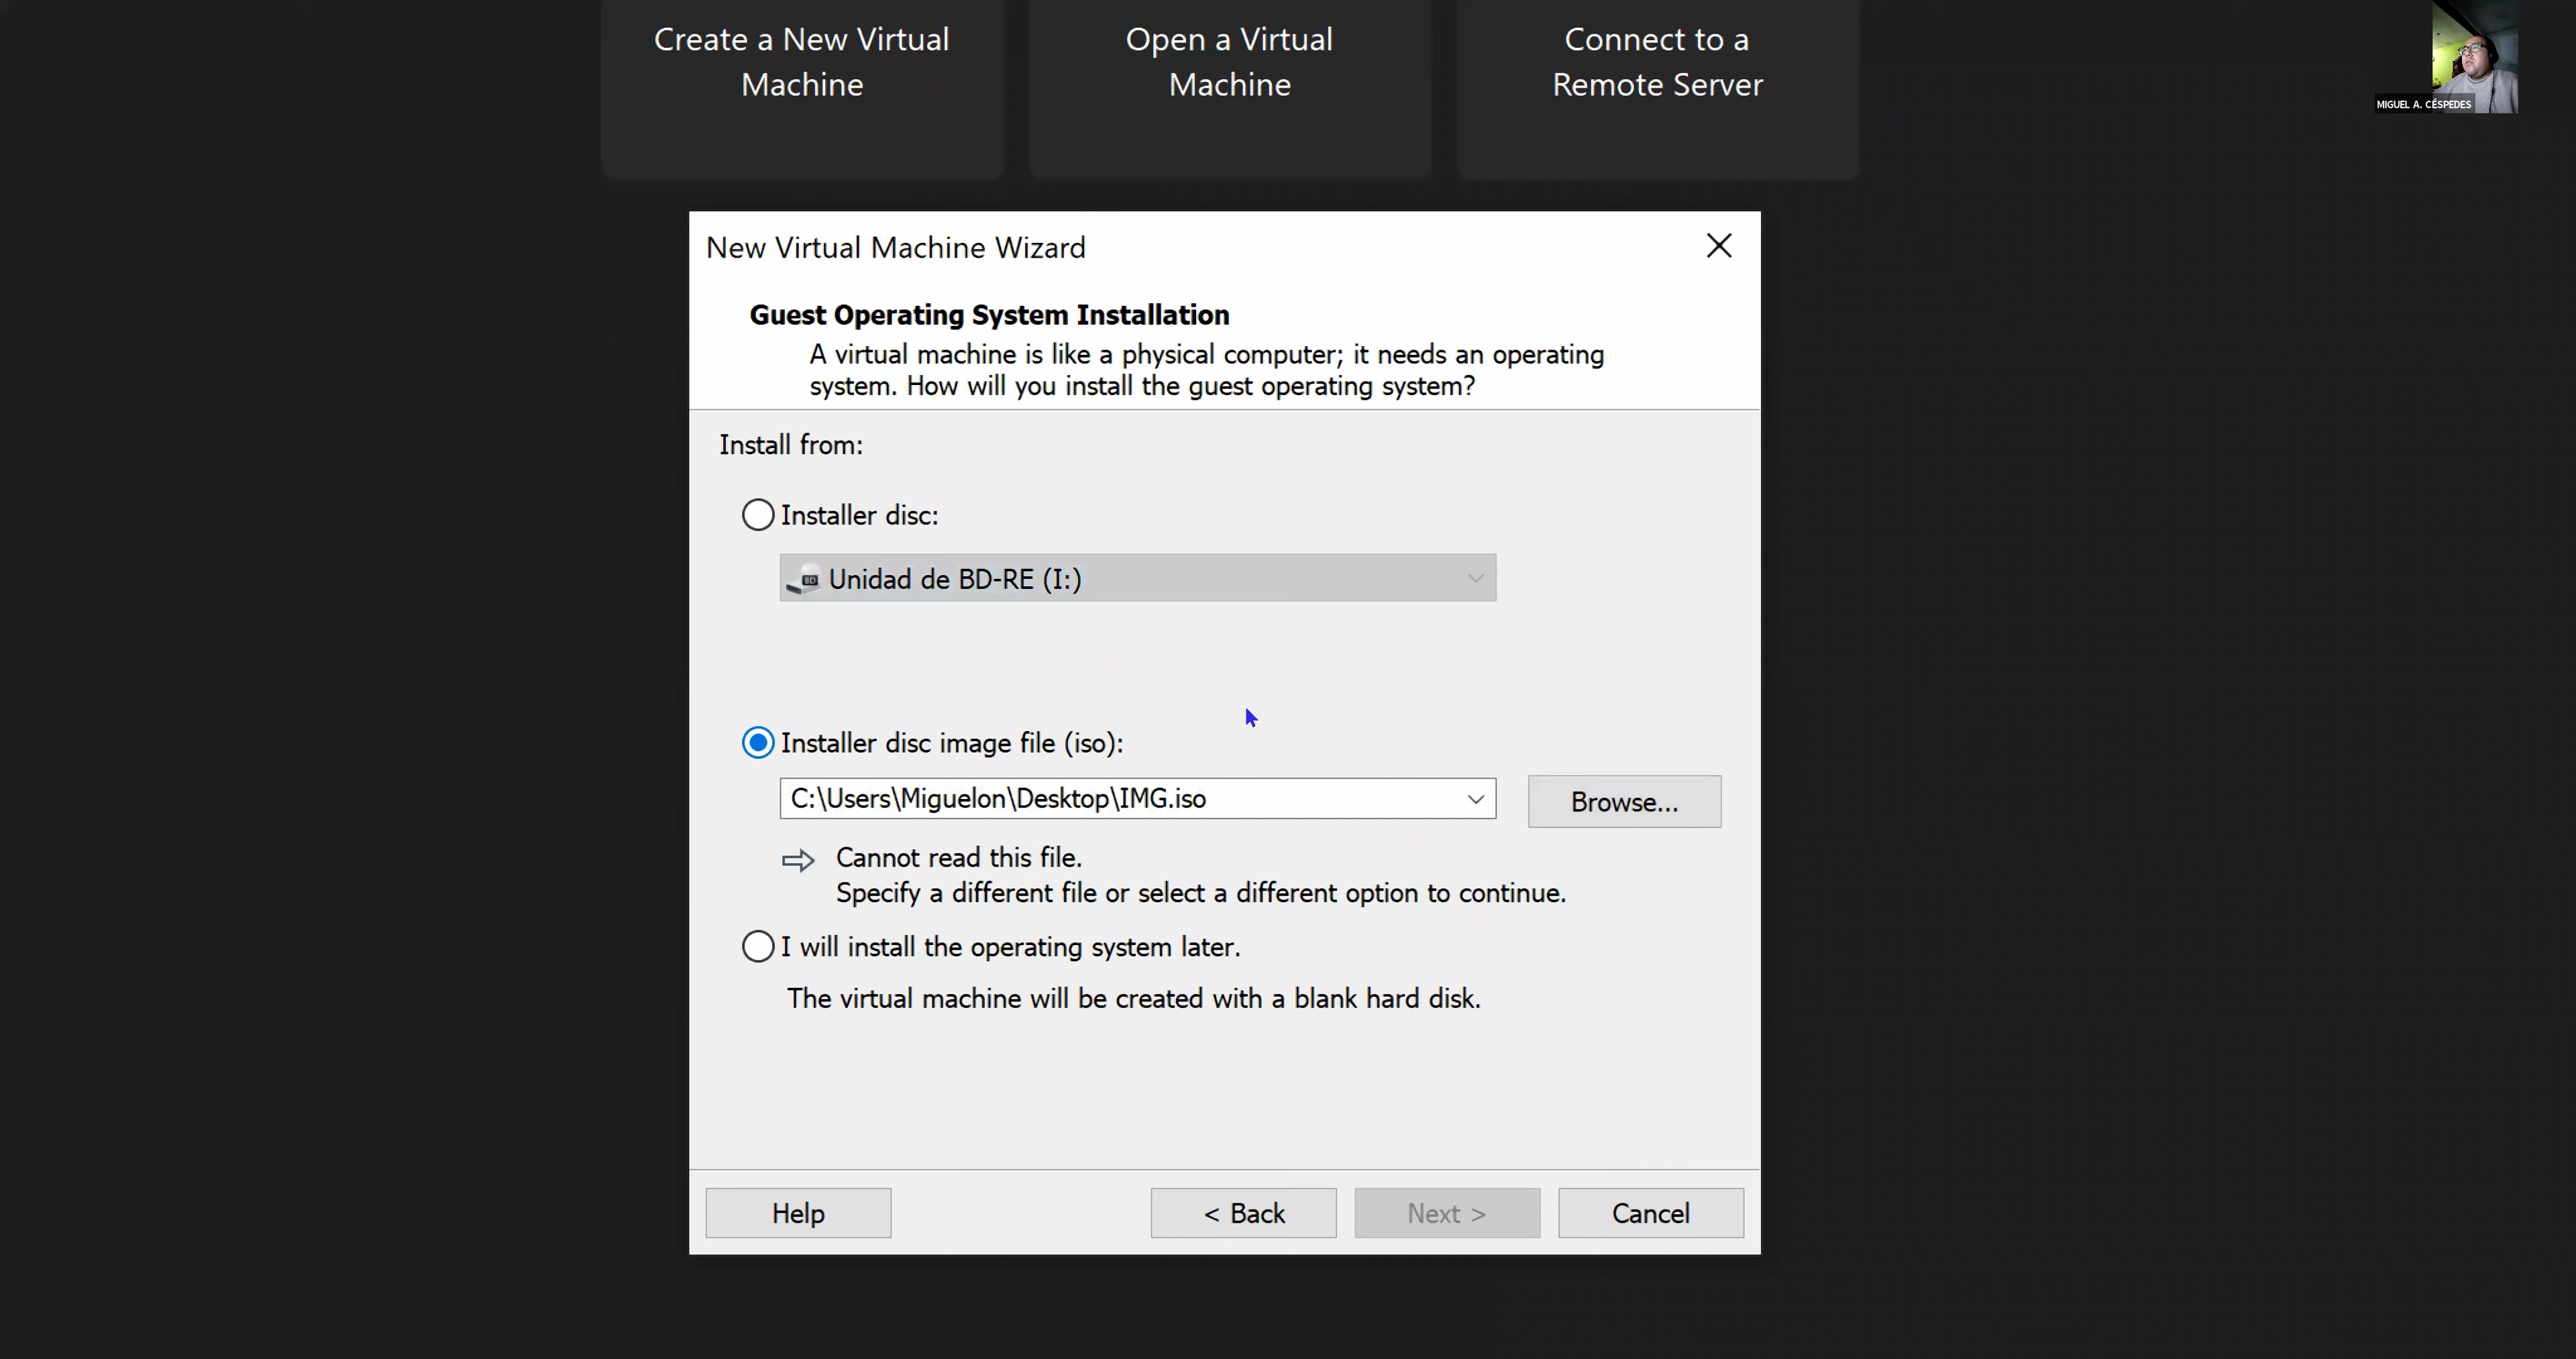 Create a New Virtual
Machine
Open a Virtual
Machine
Connect to a
Remote Server
MIGUEL A. CÉSPEDES
New Virtual Machine Wizard
Guest Operating System Installation
A virtual machine is like a physical computer; it needs an operating
system. How will you install the guest operating system?
Install from:
Installer disc:
BD
Unidad de BD-RE (I:)
Installer disc image file (iso):
C:\Users\Miguelon\Desktop\IMG.iso
Browse...
Cannot read this file.
Specify a different file or select a different option to continue.
I will install the operating system later.
The virtual machine will be created with a blank hard disk.
Help
< Back
Next >
Cancel